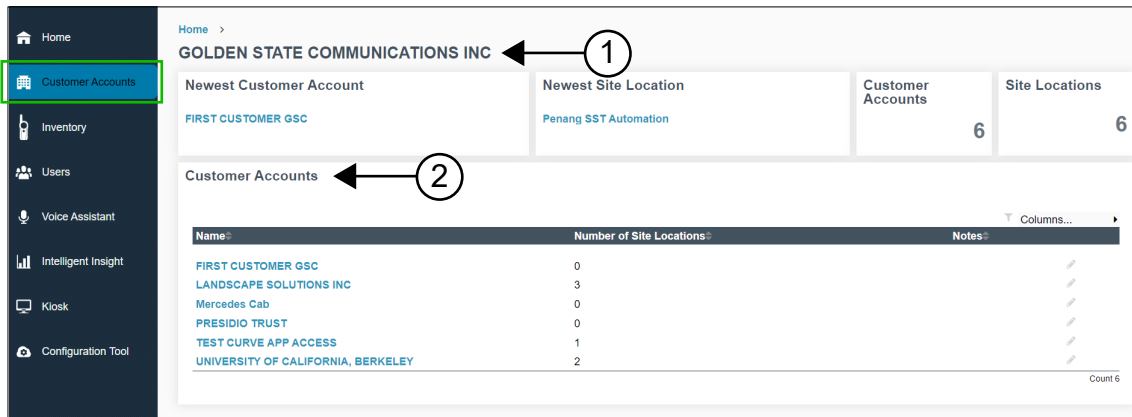 Home
Customer Accounts
Inventory
Users
Voice Assistant
Intelligent Insight
Kiosk
Configuration Tool
Home >
GOLDEN STATE COMMUNICATIONS INC
1
Newest Customer Account
FIRST CUSTOMER GSC
Newest Site Location
Penang SST Automation
Customer
Accounts
6
Site Locations
6
Customer Accounts
2
Columns...
Name Number of Site Locations Notes
FIRST CUSTOMER GSC 0
LANDSCAPE SOLUTIONS INC 3
Mercedes Cab 0
PRESIDIO TRUST 0
TEST CURVE APP ACCESS 1
UNIVERSITY OF CALIFORNIA, BERKELEY 2
Count 6